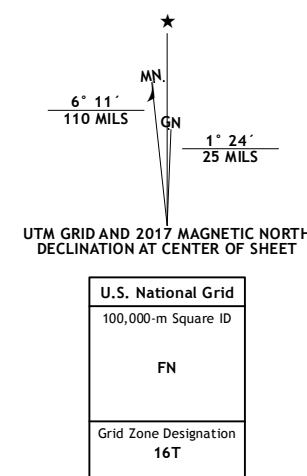 MN.
GN
6° 11´
110 MILS
1° 24´
25 MILS
UTM GRID AND 2017 MAGNETIC NORTH
DECLINATION AT CENTER OF SHEET
U.S. National Grid
100,000-m Square ID
FN
Grid Zone Designation
16T